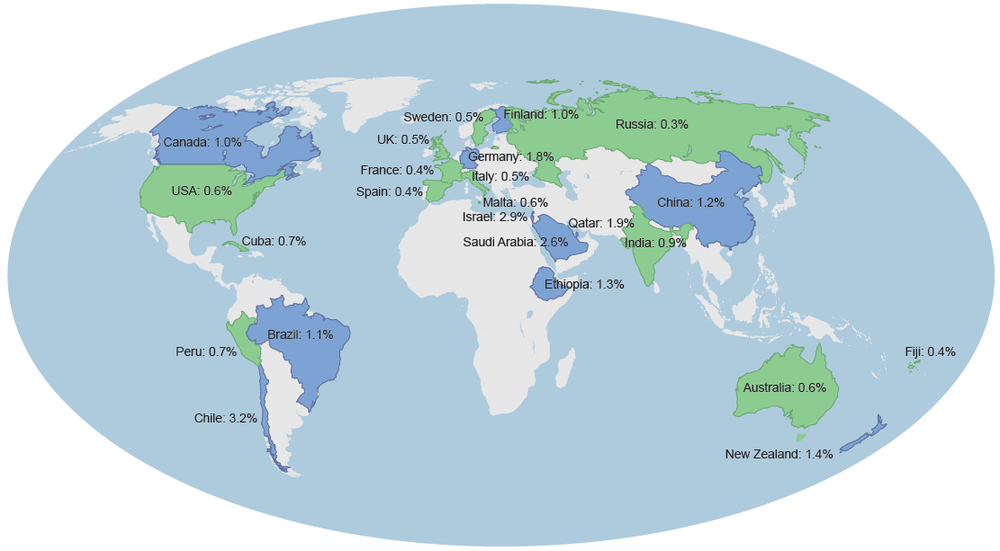 Sweden: 0.5%
Finland: 1.0%
Russia: 0.3%
Canada: 1.0%
UK: 0.5%
Germany: 1.8%
France: 0.4%
Italy: 0.5%
USA: 0.6%
Spain: 0.4%
Malta: 0.6%
China: 1.2%
Israel: 2.9%
Qatar: 1.9%
Cuba: 0.7%
Saudi Arabia: 2.6%
India: 0.9%
Ethiopia: 1.3%
Brazil: 1.1%
Peru: 0.7%
Fiji: 0.4%
Australia: 0.6%
Chile: 3.2%
New Zealand: 1.4%